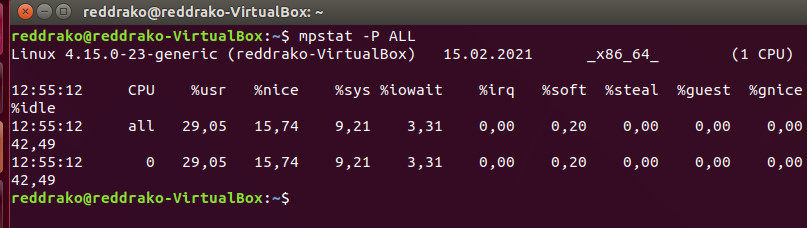 reddrako@reddrako-VirtualBox: ~
reddrako@reddrako-VirtualBox:~$ mpstat -P ALL
Linux 4.15.0-23-generic (reddrako-VirtualBox)   15.02.2021      _x86_64_        (1 CPU)

12:55:12     CPU    %usr   %nice    %sys %iowait    %irq   %soft  %steal  %guest  %gnice
%idle
12:55:12     all   29,05   15,74    9,21    3,31    0,00    0,20    0,00    0,00    0,00
42,49
12:55:12       0   29,05   15,74    9,21    3,31    0,00    0,20    0,00    0,00    0,00
42,49
reddrako@reddrako-VirtualBox:~$